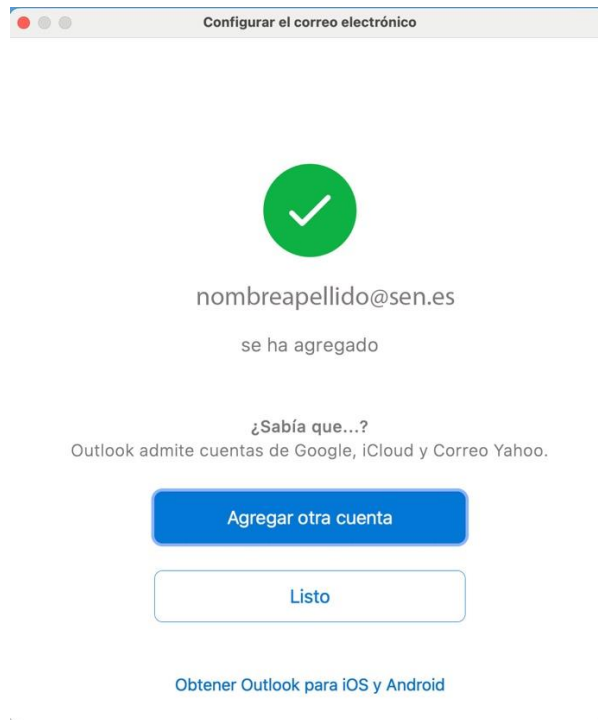 Configurar el correo electrónico
nombreapellido@sen.es
se ha agregado
¿Sabía que...?
Outlook admite cuentas de Google, iCloud y Correo Yahoo.
Agregar otra cuenta
Listo
Obtener Outlook para iOS y Android